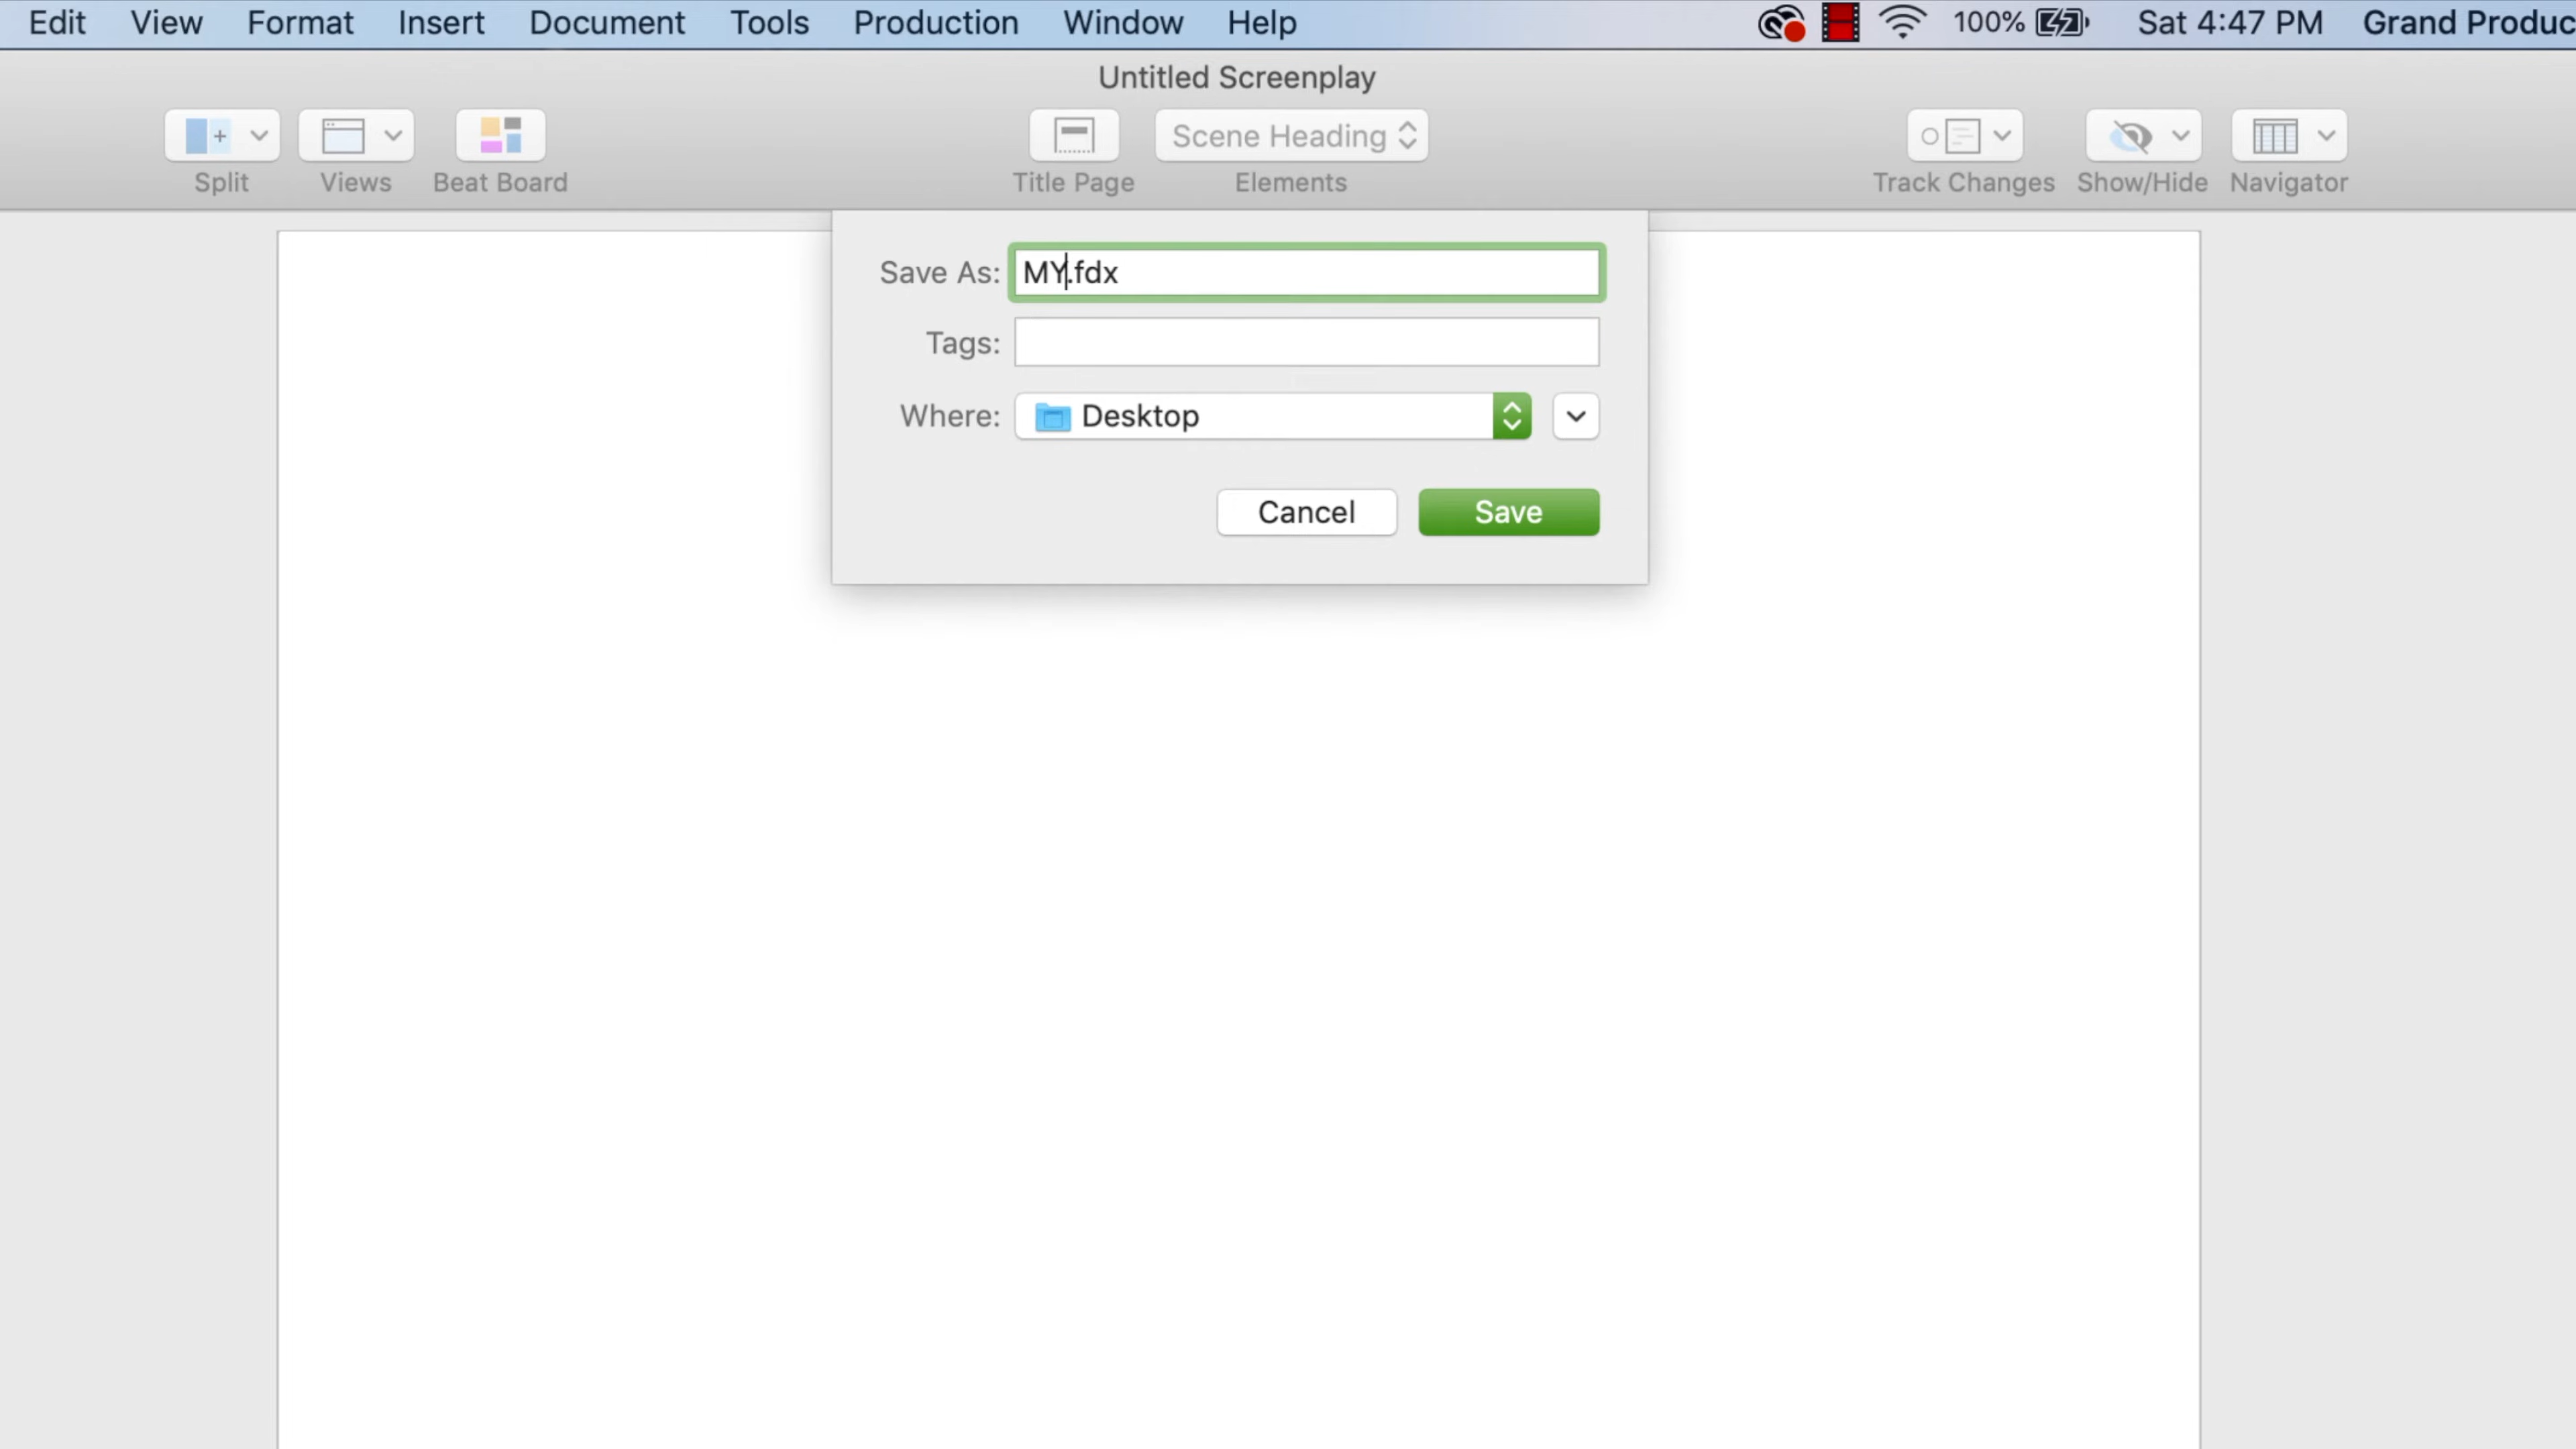 Edit View Format Insert Document Tools Production Window Help 100% Sat 4:47 PM Grand Produc
Untitled Screenplay
Scene Heading
Split Views Beat Board Title Page Elements Track Changes Show/Hide Navigator
Save As: MY.fdx
Tags:
Where: Desktop
Cancel Save